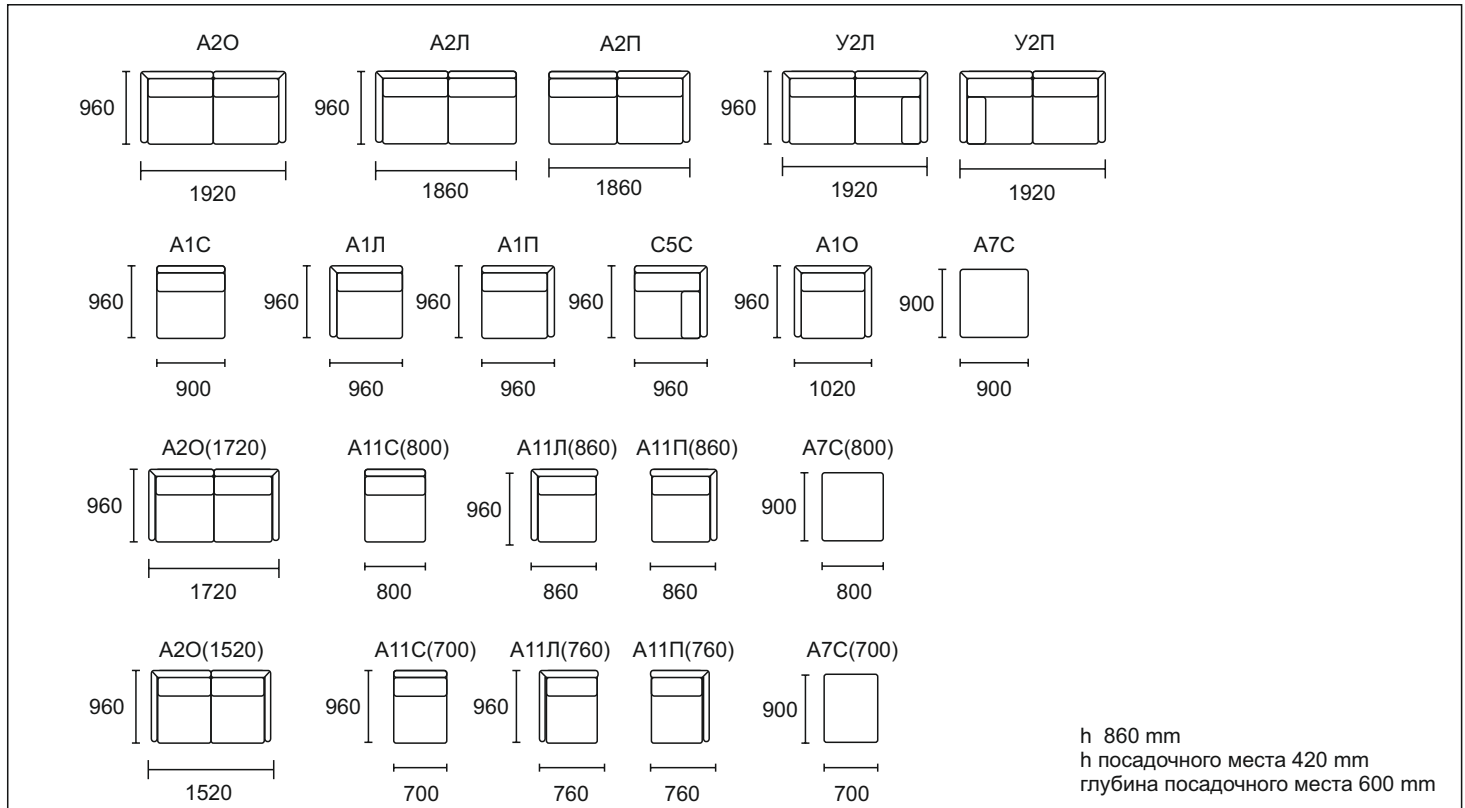 А2О А2Л А2П У2Л У2П
960 960 960 960
1920 1860 1860 1920 1920
А1С А1Л А1П С5С А1О А7С
960 960 960 960 960 900
900 960 960 960 1020 900
А2О(1720) А11С(800) А11Л(860) А11П(860) А7С(800)
960 960 900
1720 800 860 860 800
А2О(1520) А11С(700) А11Л(760) А11П(760) А7С(700)
960 960 960 900
1520 700 760 760 700
h 860 mm
h посадочного места 420 mm
глубина посадочного места 600 mm